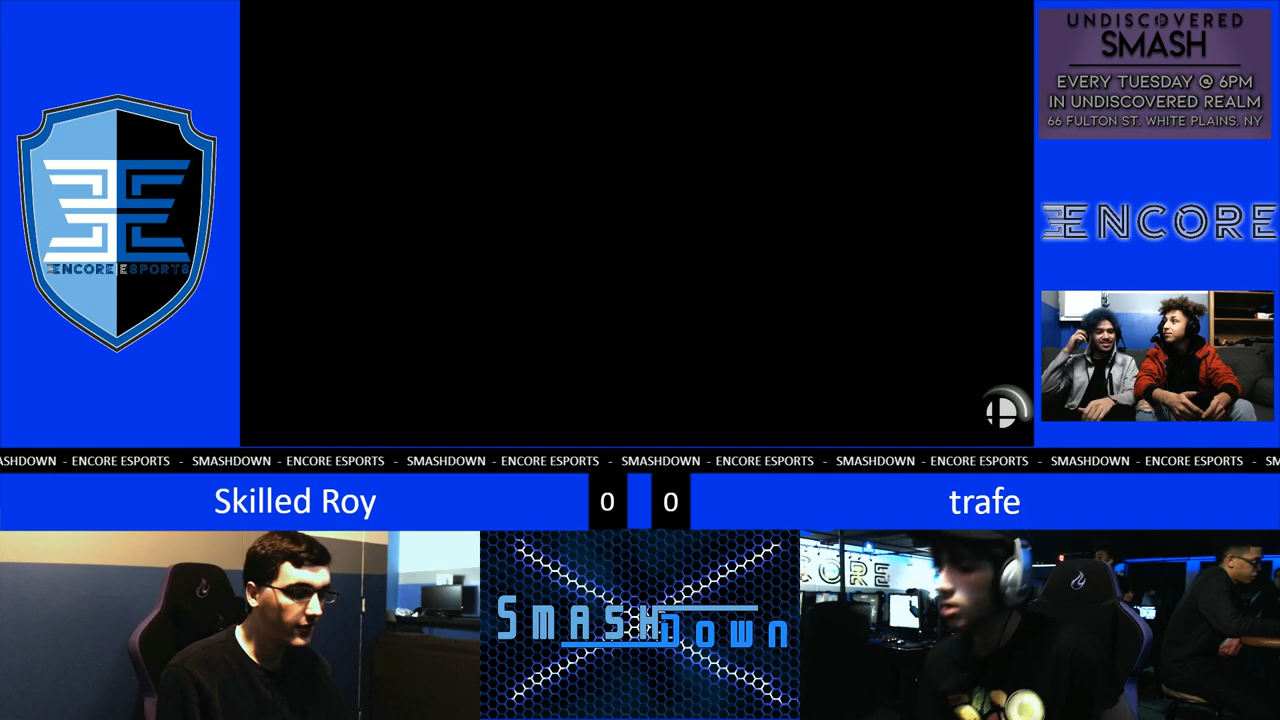 UNDISCOVERED
SMASH
EVERY TUESDAY @ 6PM
IN UNDISCOVERED REALM
66 FULTON ST. WHITE PLAINS, NY
ENCORE
ENCORE ESPORTS
ASHDOWN - ENCORE ESPORTS - SMASHDOWN - ENCORE ESPORTS - SMASHDOWN - ENCORE ESPORTS - SMASHDOWN - ENCORE ESPORTS - SMASHDOWN - ENCORE ESPORTS - SMASHDOWN - ENCORE ESPORTS - SM
Skilled Roy 0 0 trafe
SMASHDOWN
CORE